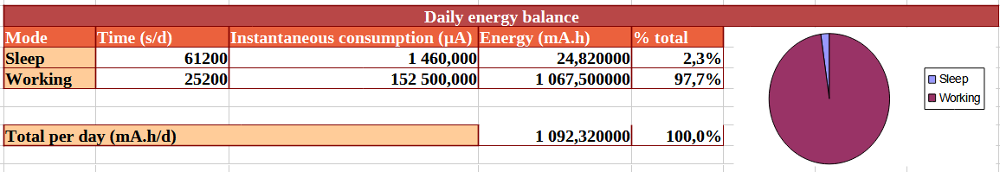 Daily energy balance
Mode Time (s/d) Instantaneous consumption (µA) Energy (mA.h) % total
Sleep 61200 1 460,000 24,820000 2,3%
Working 25200 152 500,000 1 067,500000 97,7%
Total per day (mA.h/d) 1 092,320000 100,0%
Sleep
Working